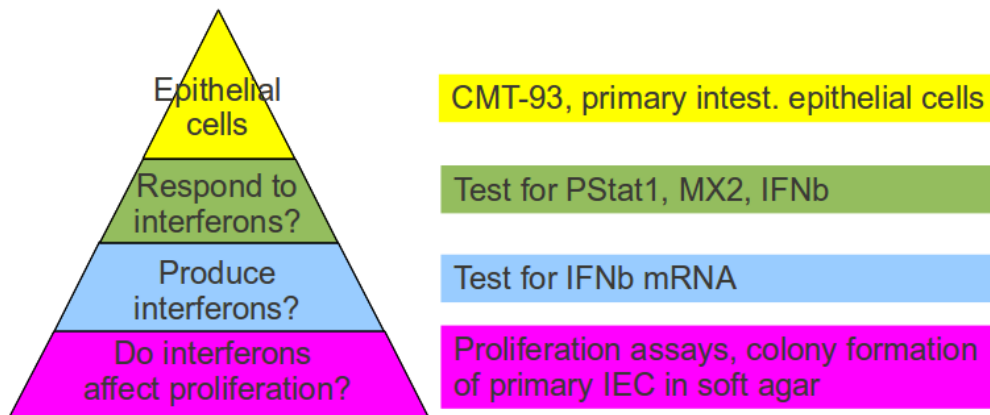 Epithelial
cells
CMT-93, primary intest. epithelial cells
Respond to
interferons?
Test for PStat1, MX2, IFNb
Produce
interferons?
Test for IFNb mRNA
Do interferons
affect proliferation?
Proliferation assays, colony formation
of primary IEC in soft agar